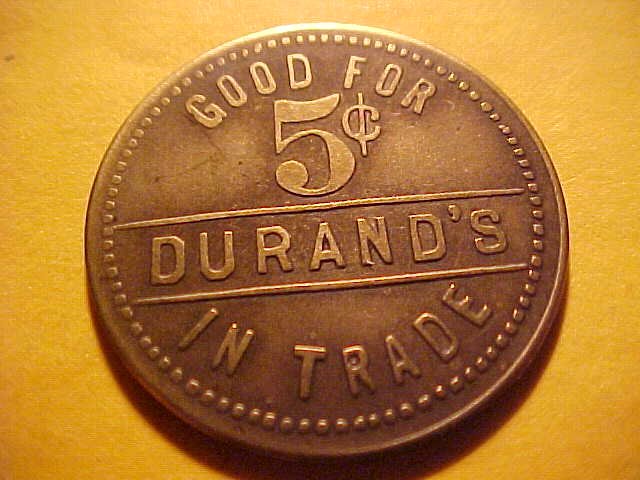 GOOD FOR
5¢
DURAND'S
IN TRADE